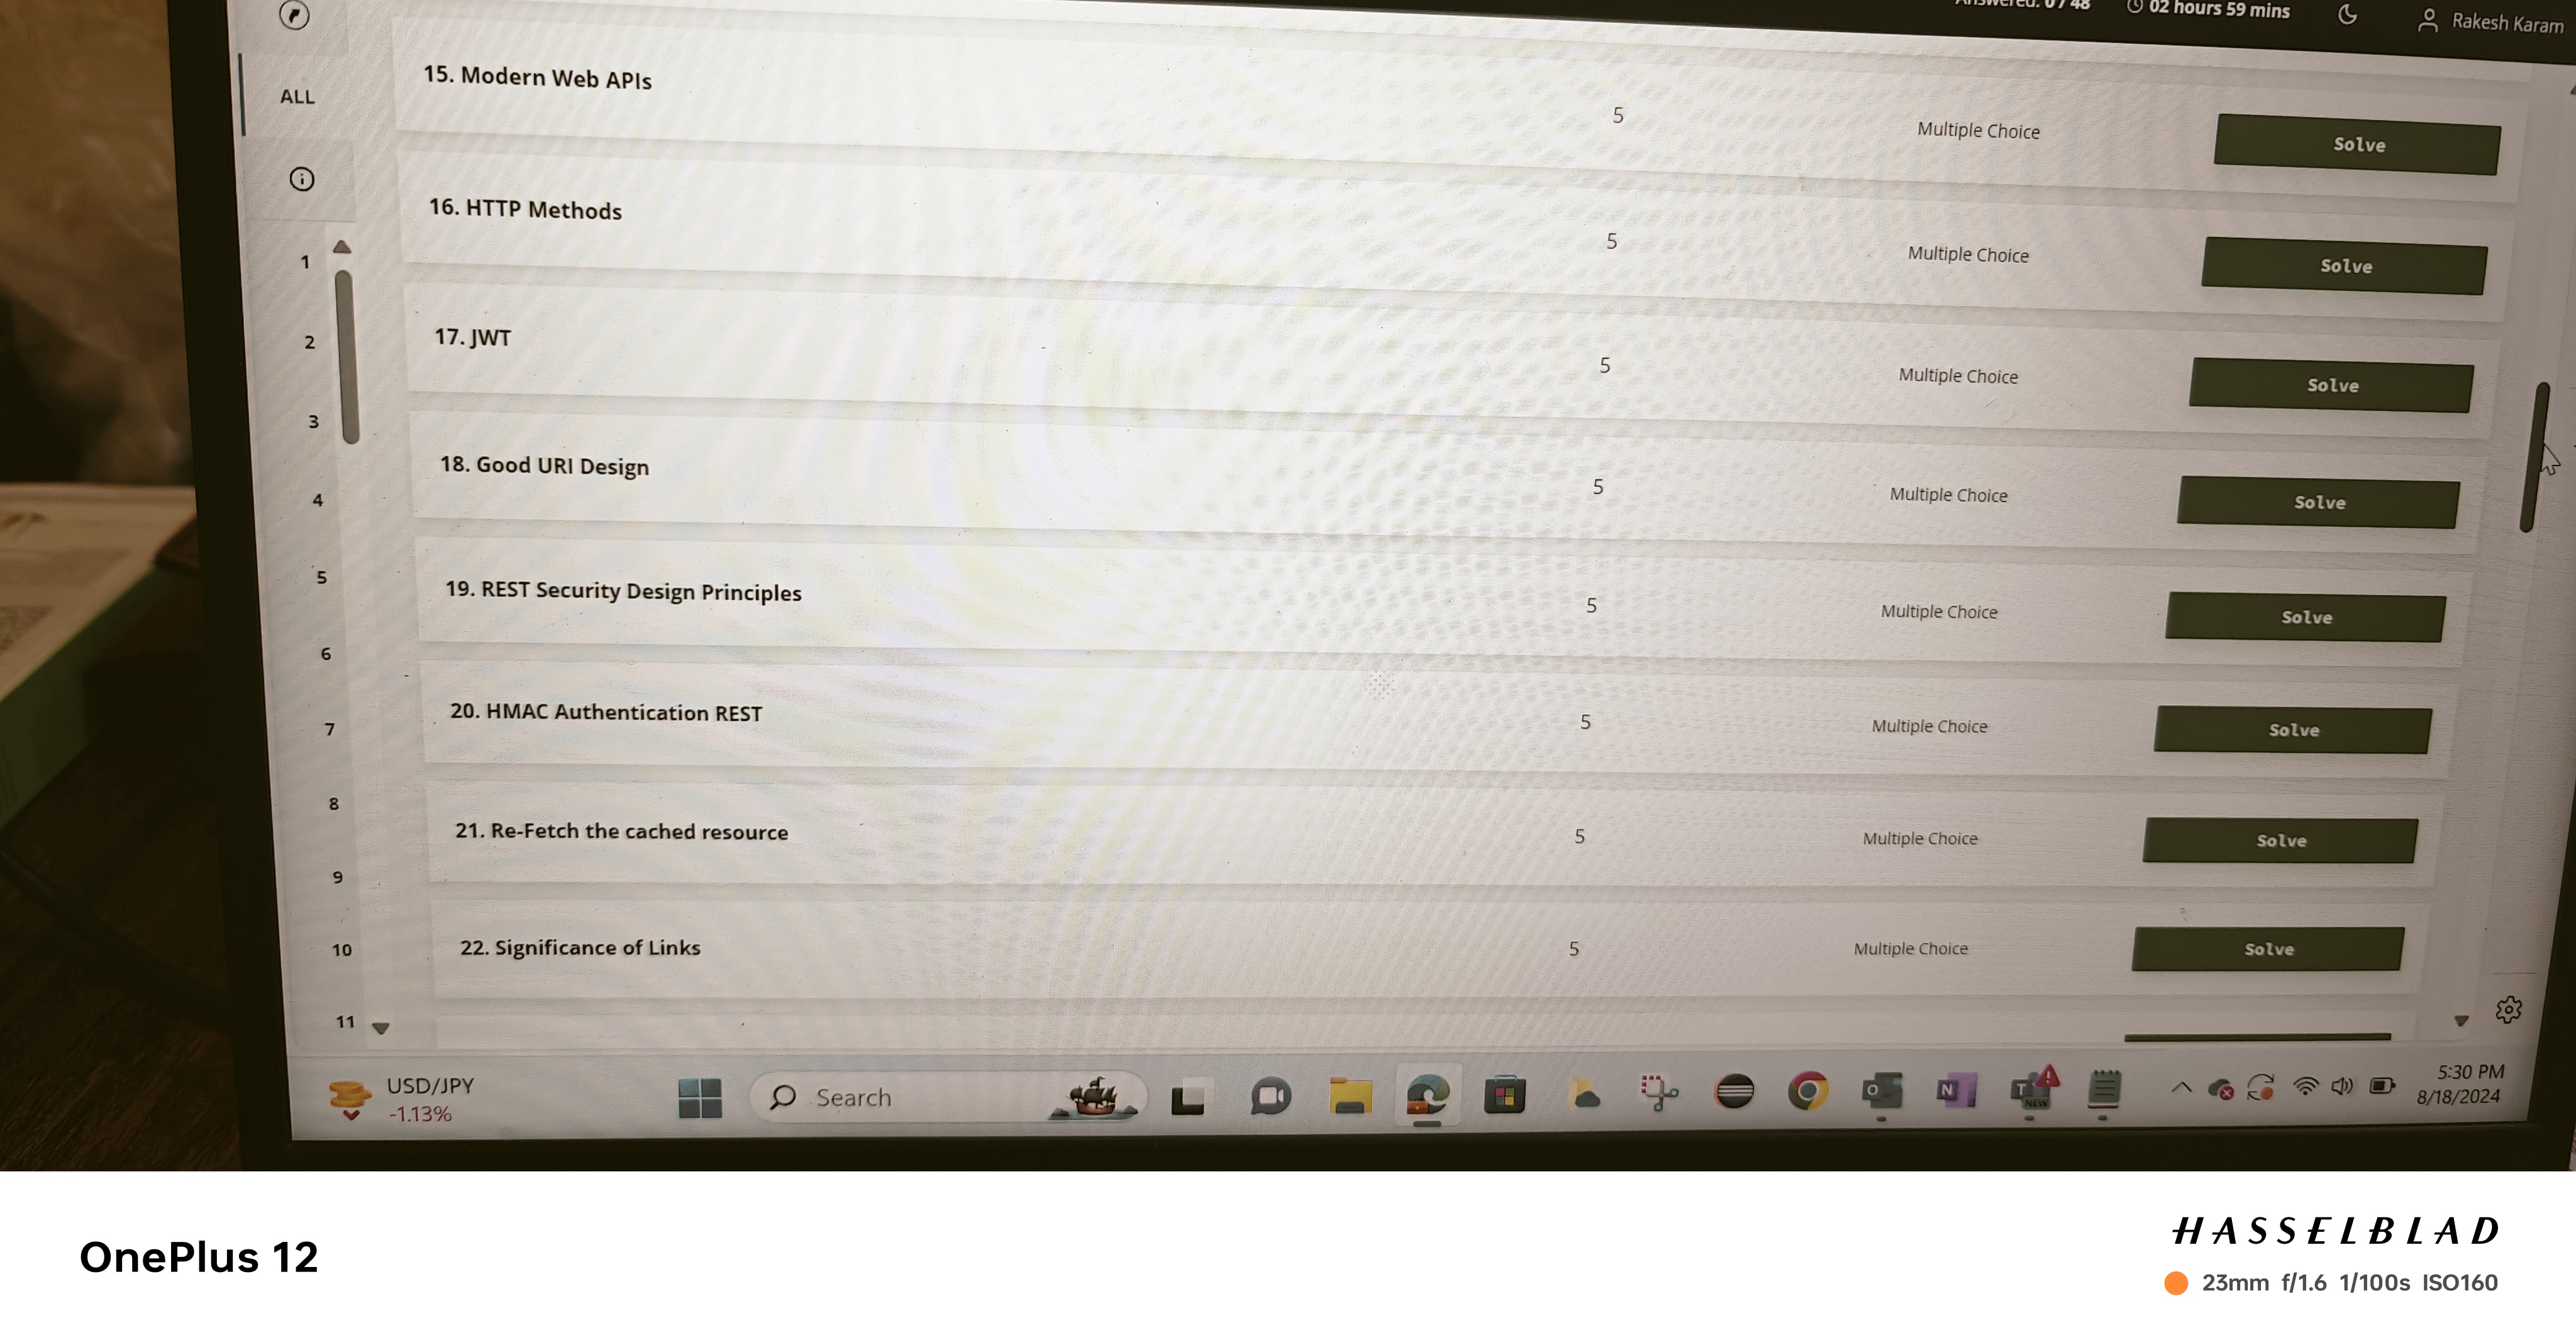 Answered: 0 / 48
02 hours 59 mins
Rakesh Karam
ALL
15. Modern Web APIs
5
Multiple Choice
Solve
16. HTTP Methods
5
Multiple Choice
Solve
17. JWT
5
Multiple Choice
Solve
18. Good URI Design
5
Multiple Choice
Solve
19. REST Security Design Principles
5
Multiple Choice
Solve
20. HMAC Authentication REST
5
Multiple Choice
Solve
21. Re-Fetch the cached resource
5
Multiple Choice
Solve
22. Significance of Links
5
Multiple Choice
Solve
1
2
3
4
5
6
7
8
9
10
11
USD/JPY
-1.13%
Search
NEW
5:30 PM
8/18/2024
OnePlus 12
HASSELBLAD
23mm f/1.6 1/100s ISO160